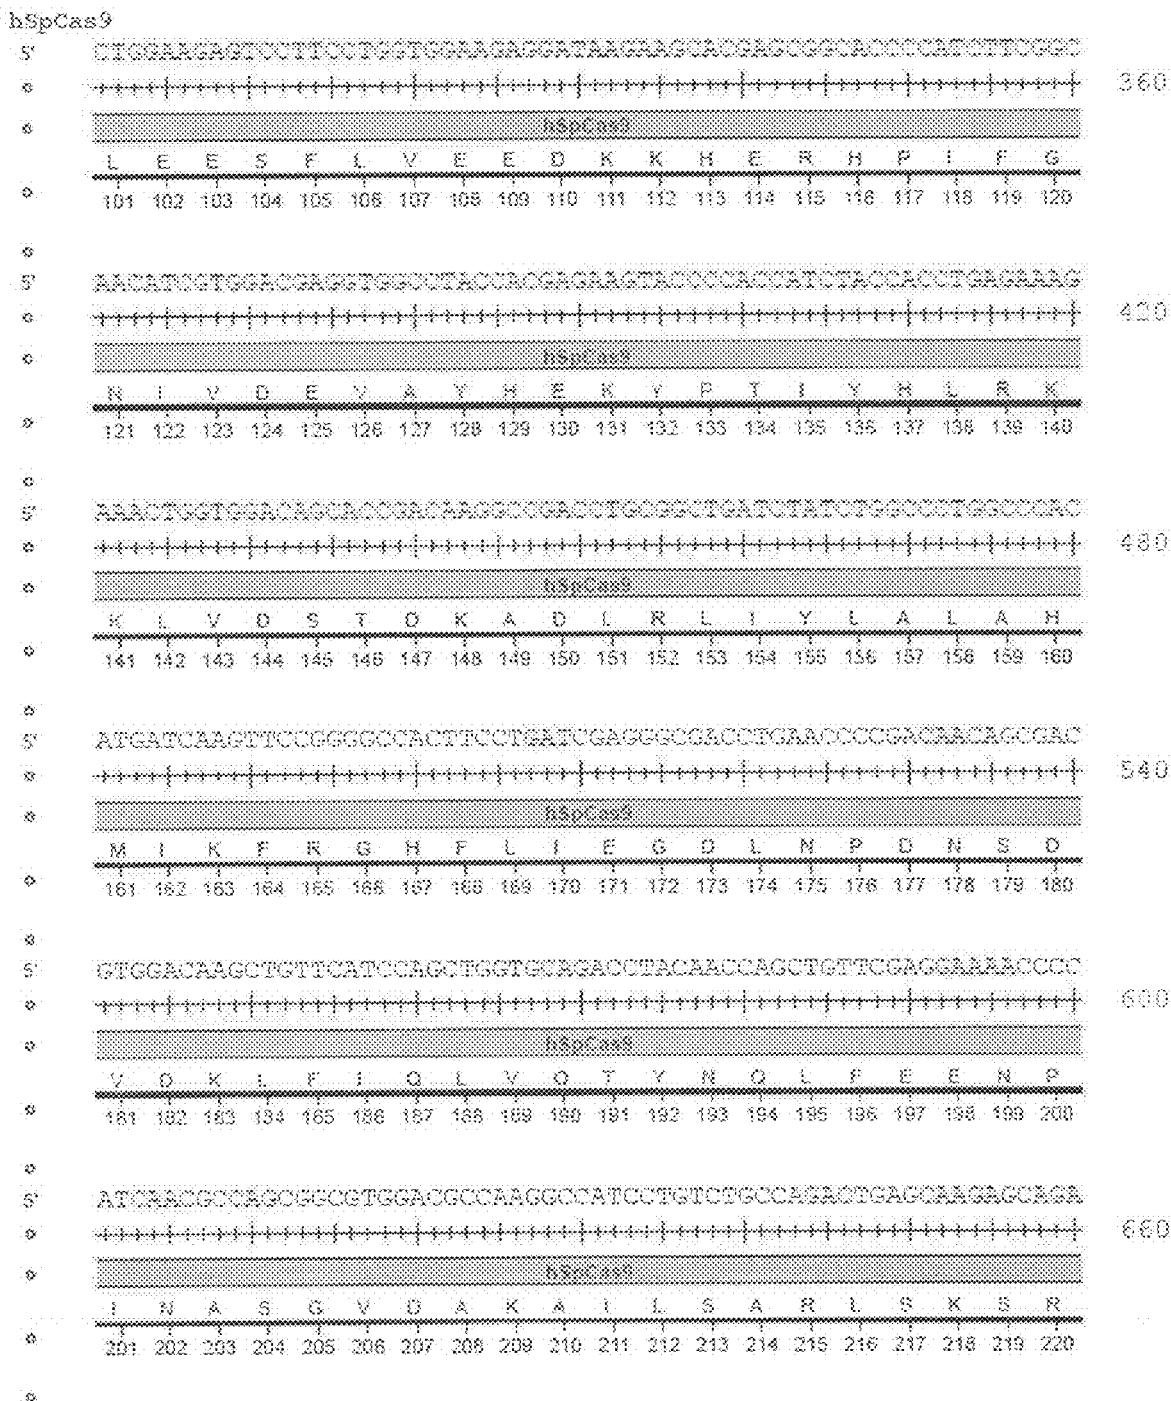 hSpCas9
5' CTGGAAGAGTCCTTCCTGGTGGAAGAGGATAAGAAGCACGAGCGGCACCCCATCTTCGGC
360
hSpCas9
L E E S F L V E E D K K H E R H P I F G
101 102 103 104 105 106 107 108 109 110 111 112 113 114 115 116 117 118 119 120
5' AACATCGTGGACGAGGTGGCCTACCACGAGAAGTACCCCACCATCTACCACCTGAGAAAG
420
hSpCas9
N I V D E V A Y H E K Y P T I Y H L R K
121 122 123 124 125 126 127 128 129 130 131 132 133 134 135 136 137 138 139 140
5' AAACTGGTGGACAGCACCGACAAGGCCGACCTGCGGCTGATCTATCTGGCCCTGGCCCAC
480
hSpCas9
K L V D S T D K A D L R L I Y L A L A H
141 142 143 144 145 146 147 148 149 150 151 152 153 154 155 156 157 158 159 160
5' ATGATCAAGTTCCGGGGCCACTTCCTGATCGAGGGCGACCTGAACCCCGACAACAGCGAC
540
hSpCas9
M I K F R G H F L I E G D L N P D N S D
161 162 163 164 165 166 167 168 169 170 171 172 173 174 175 176 177 178 179 180
5' GTGGACAAGCTGTTCATCCAGCTGGTGCAGACCTACAACCAGCTGTTCGAGGAAAACCCC
600
hSpCas9
V D K L F I Q L V Q T Y N Q L F E E N P
181 182 183 184 185 186 187 188 189 190 191 192 193 194 195 196 197 198 199 200
5' ATCAACGCCAGCGGCGTGGACGCCAAGGCCATCCTGTCTGCCAGACTGAGCAAGAGCAGA
660
hSpCas9
I N A S G V D A K A I L S A R L S K S R
201 202 203 204 205 206 207 208 209 210 211 212 213 214 215 216 217 218 219 220